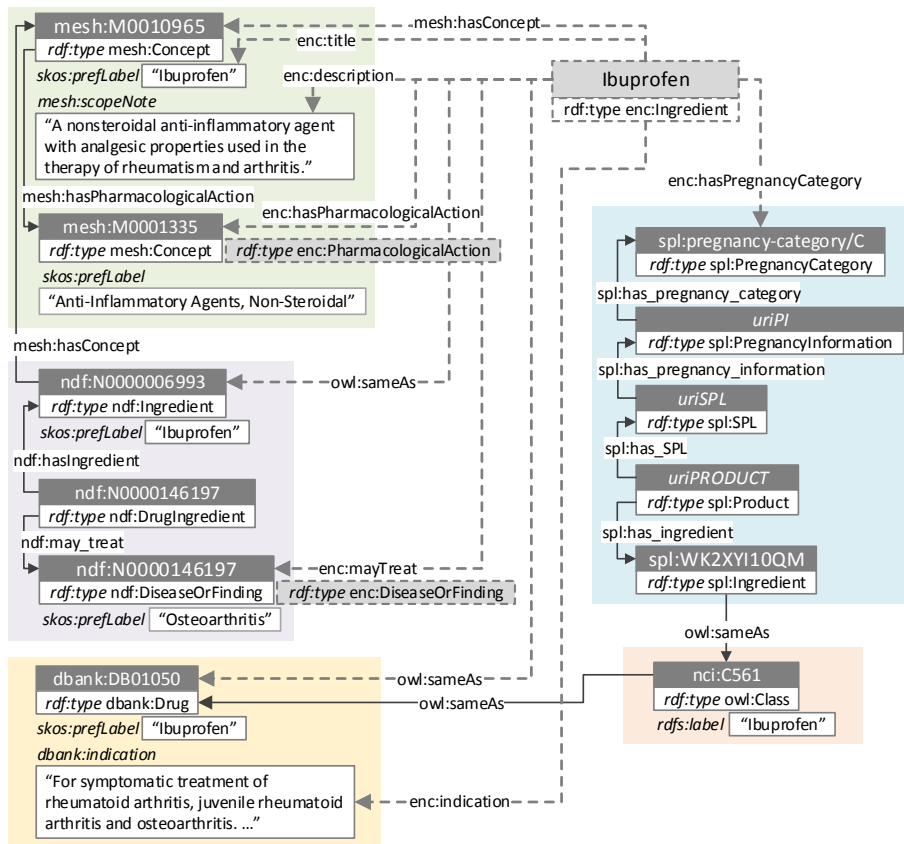 mesh:M0010965
rdf:type mesh:Concept
skos:prefLabel “Ibuprofen”
mesh:scopeNote
“A nonsteroidal anti-inflammatory agent
with analgesic properties used in the
therapy of rheumatism and arthritis.”
mesh:hasPharmacologicalAction
mesh:M0001335
rdf:type mesh:Concept
rdf:type enc:PharmacologicalAction
skos:prefLabel
“Anti-Inflammatory Agents, Non-Steroidal”
mesh:hasConcept
mesh:hasConcept
enc:title
enc:description
enc:hasPharmacologicalAction
Ibuprofen
rdf:type enc:Ingredient
enc:hasPregnancyCategory
spl:pregnancy-category/C
rdf:type spl:PregnancyCategory
spl:has_pregnancy_category
uriPI
rdf:type spl:PregnancyInformation
spl:has_pregnancy_information
uriSPL
rdf:type spl:SPL
spl:has_SPL
uriPRODUCT
rdf:type spl:Product
spl:has_ingredient
spl:WK2XYI10QM
rdf:type spl:Ingredient
owl:sameAs
ndf:N0000006993
rdf:type ndf:Ingredient
skos:prefLabel “Ibuprofen”
owl:sameAs
ndf:hasIngredient
ndf:N0000146197
rdf:type ndf:DrugIngredient
ndf:may_treat
ndf:N0000146197
rdf:type ndf:DiseaseOrFinding
rdf:type enc:DiseaseOrFinding
skos:prefLabel “Osteoarthritis”
enc:mayTreat
dbank:DB01050
rdf:type dbank:Drug
skos:prefLabel “Ibuprofen”
dbank:indication
“For symptomatic treatment of
rheumatoid arthritis, juvenile rheumatoid
arthritis and osteoarthritis. ...”
owl:sameAs
owl:sameAs
enc:indication
nci:C561
rdf:type owl:Class
rdfs:label “Ibuprofen”